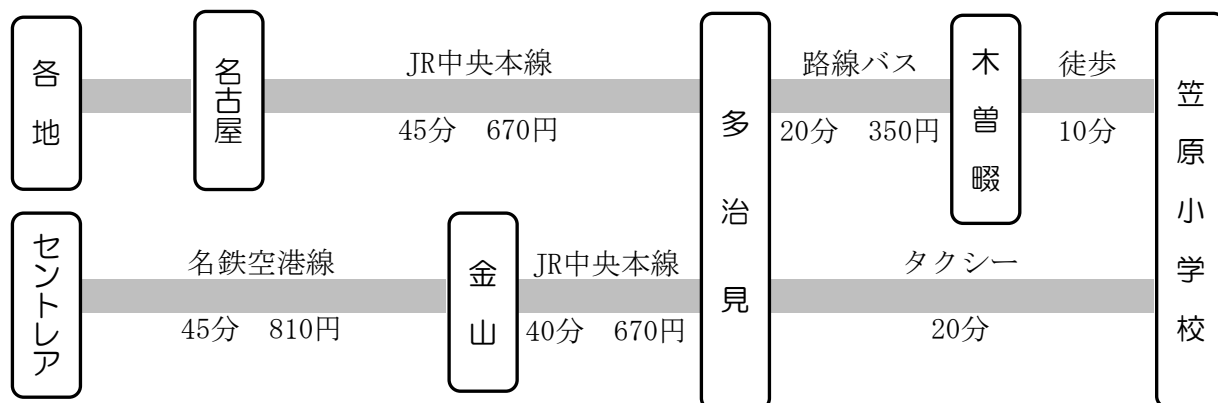 各地
名古屋
JR中央本線
45分 670円
多治見
路線バス
20分 350円
木曽畷
徒歩
10分
笠原小学校
セントレア
名鉄空港線
45分 810円
金山
JR中央本線
40分 670円
タクシー
20分